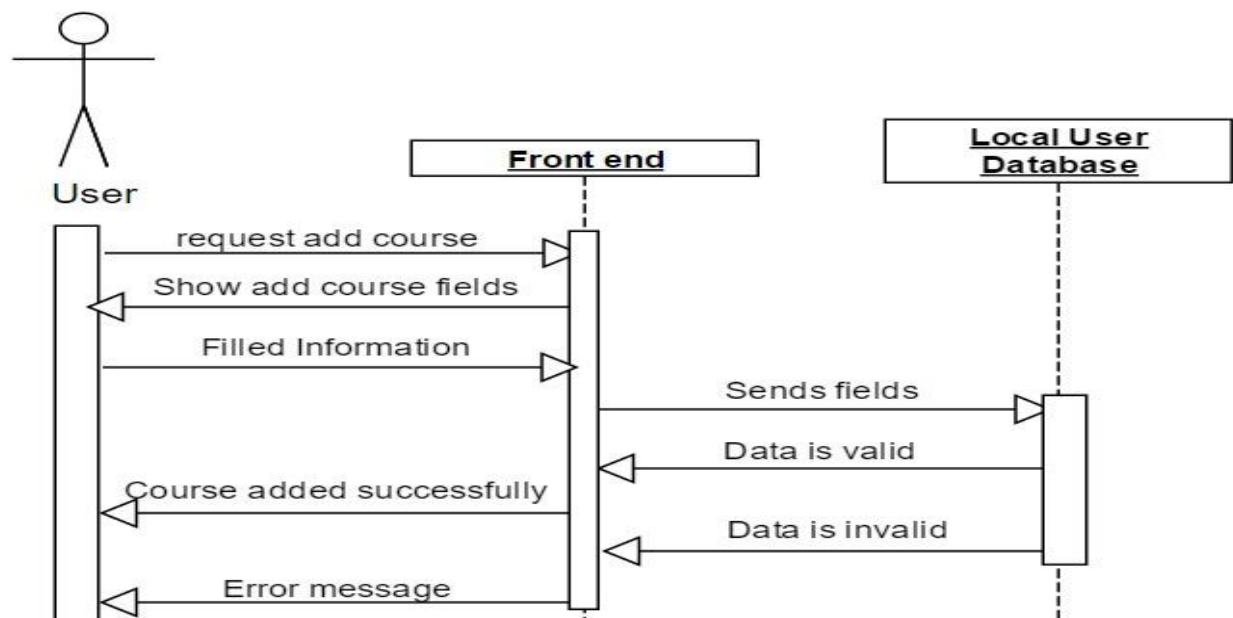 Local User
Database
Front end
User
request add course
Show add course fields
Filled Information
Sends fields
Data is valid
Course added successfully
Data is invalid
Error message